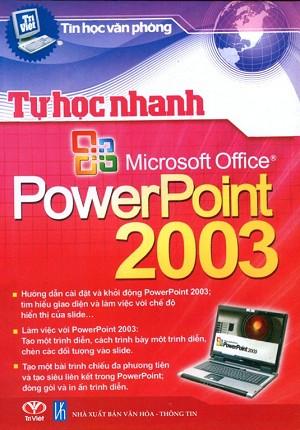 Trí Việt
Tin học văn phòng
Tự học nhanh
Microsoft Office®
PowerPoint
2003
Hướng dẫn cài đặt và khởi động PowerPoint 2003;
tìm hiểu giao diện và làm việc với chế độ
hiển thị của slide...
Làm việc với PowerPoint 2003:
Tạo một trình diễn, cách trình bày một trình diễn,
chèn các đối tượng vào slide.
Tạo một bài trình chiếu đa phương tiện
và tạo siêu liên kết trong PowerPoint;
đóng gói và in ấn trình diễn.
PowerPoint
2003
Trí Việt
NHÀ XUẤT BẢN VĂN HÓA - THÔNG TIN